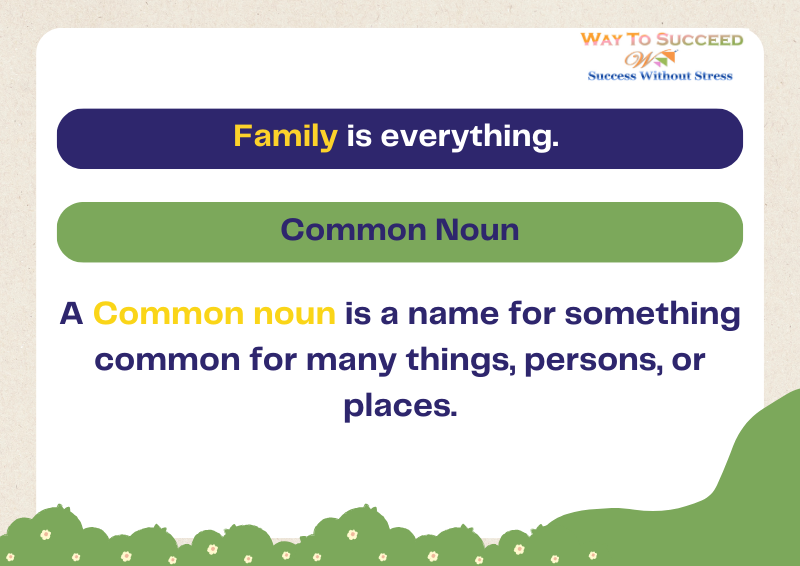 WAY TO SUCCEED
W
Success Without Stress
Family is everything.
Common Noun
A Common noun is a name for something
common for many things, persons, or
places.